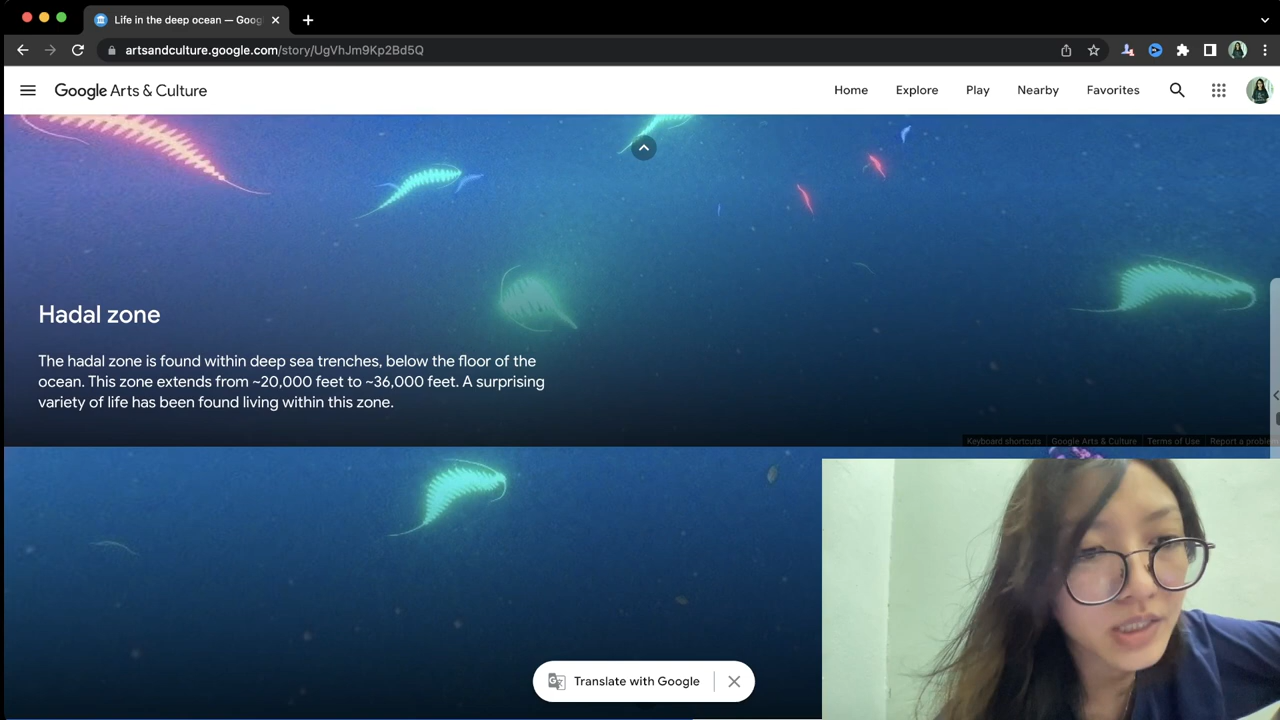 Life in the deep ocean — Goog
artsandculture.google.com/story/UgVhJm9Kp2Bd5Q
Google Arts & Culture
Home Explore Play Nearby Favorites
Hadal zone
The hadal zone is found within deep sea trenches, below the floor of the
ocean. This zone extends from ~20,000 feet to ~36,000 feet. A surprising
variety of life has been found living within this zone.
Keyboard shortcuts Google Arts & Culture Terms of Use Report a proble
Translate with Google